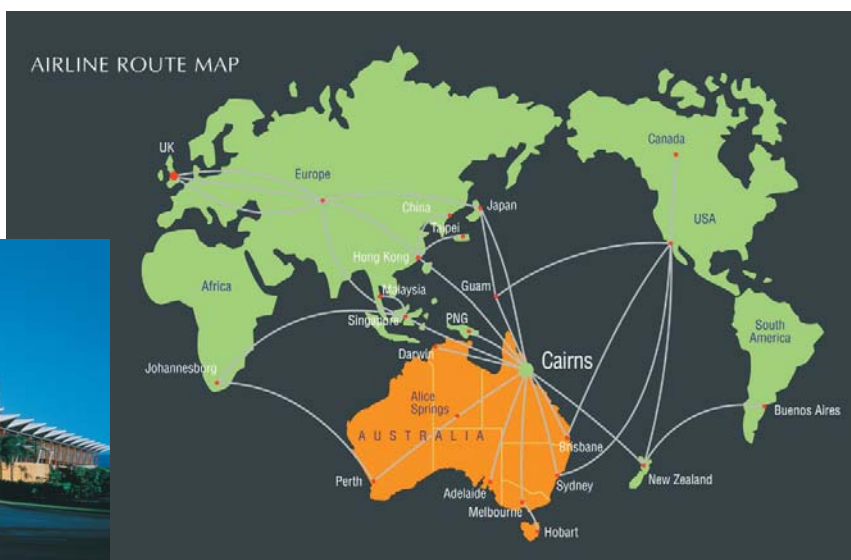 AIRLINE ROUTE MAP
UK
Europe
Canada
USA
China
Japan
Taipei
Hong Kong
Africa
Malaysia
Guam
Singapore
PNG
South
America
Darwin
Cairns
Johannesburg
Alice
Springs
Buenos Aires
AUSTRALIA
Brisbane
Perth
Adelaide
Sydney
New Zealand
Melbourne
Hobart